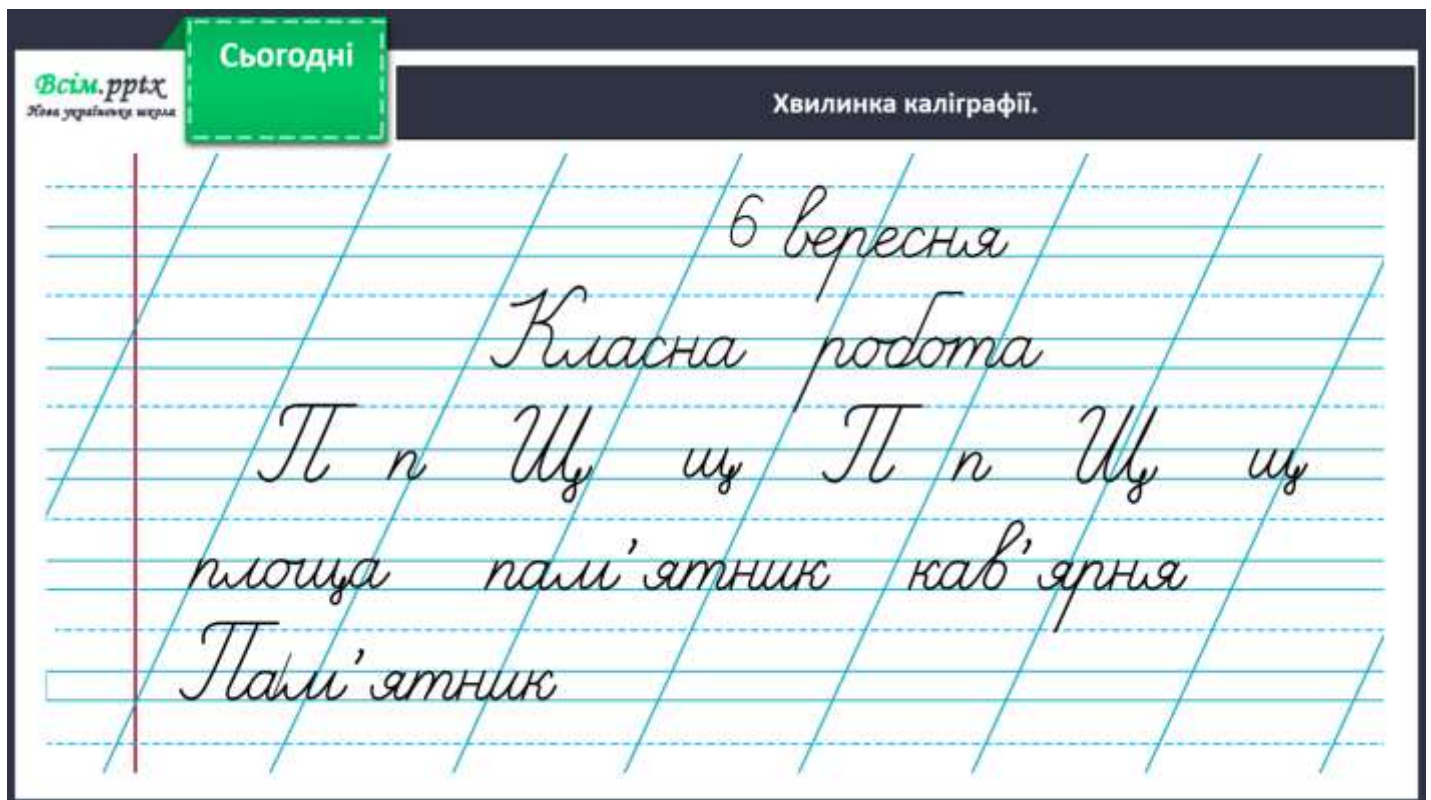 Сьогодні
Всім.pptx
Нова українська школа
Хвилинка каліграфії.
6 вересня
Класна робота
П п Щ щ П п Щ щ
площа пам'ятник кав'ярня
Пам'ятник